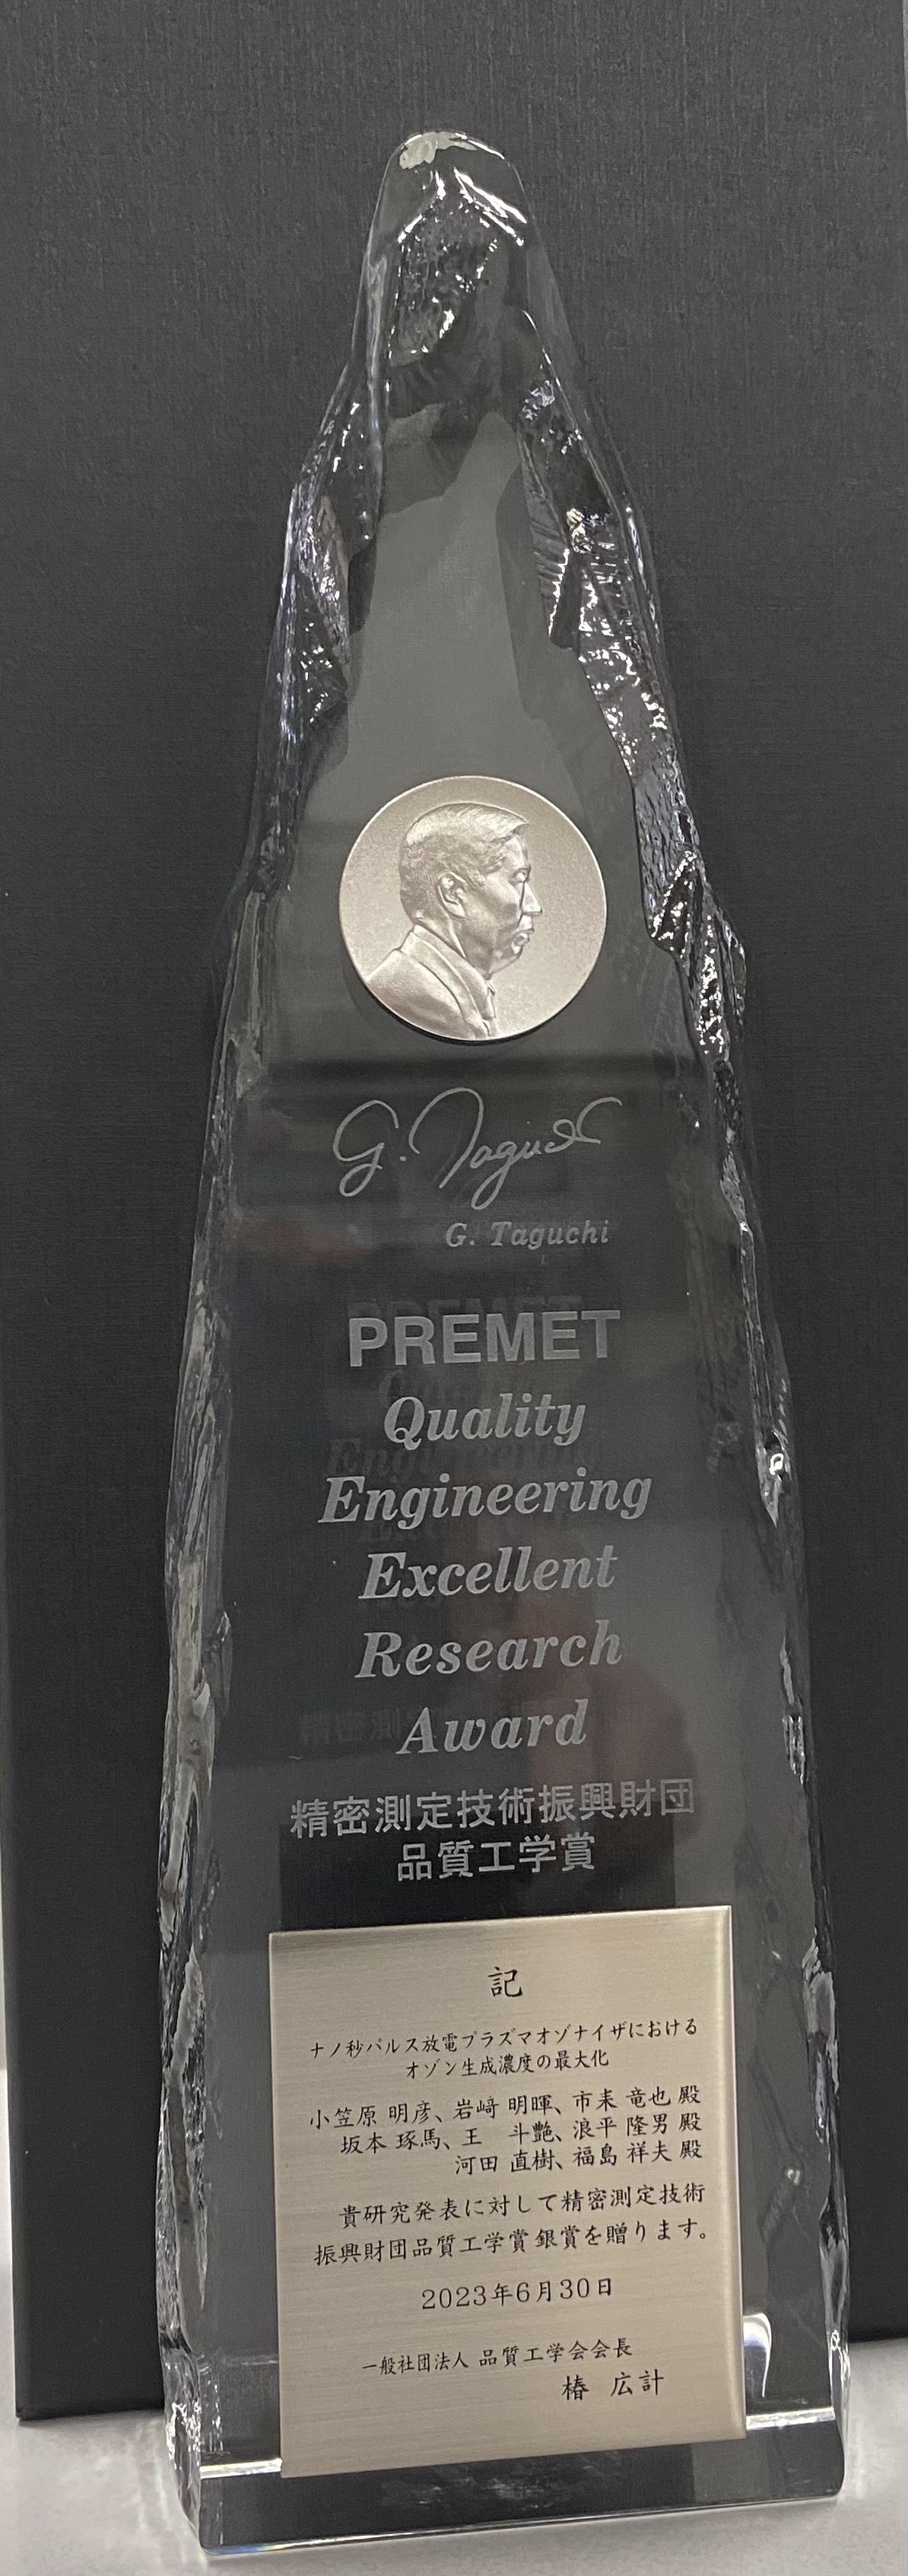 G. Taguchi
G. Taguchi
PREMET
Quality
Engineering
Excellent
Research
Award
精密測定技術振興財団
品質工学賞
記
ナノ秒パルス放電プラズマオゾナイザにおける
オゾン生成濃度の最大化
小笠原 明彦、岩﨑 明暉、市耒 竜也 殿
坂本 琢馬、王 斗艶、浪平 隆男 殿
河田 直樹、福島 祥夫 殿
貴研究発表に対して精密測定技術
振興財団品質工学賞 銀賞を贈ります。
2023年6月30日
一般社団法人 品質工学会会長
椿 広計